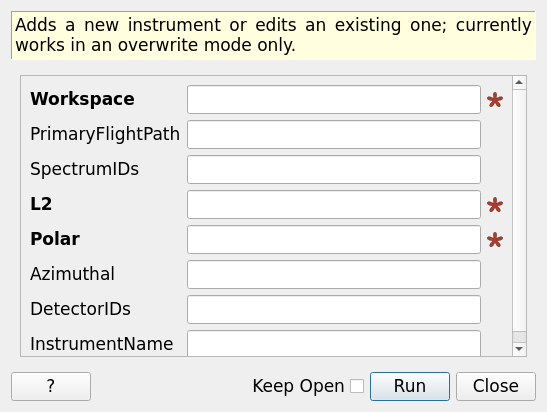 Adds a new instrument or edits an existing one; currently
works in an overwrite mode only.
Workspace
PrimaryFlightPath
SpectrumIDs
L2
Polar
Azimuthal
DetectorIDs
InstrumentName
? Keep Open Run Close